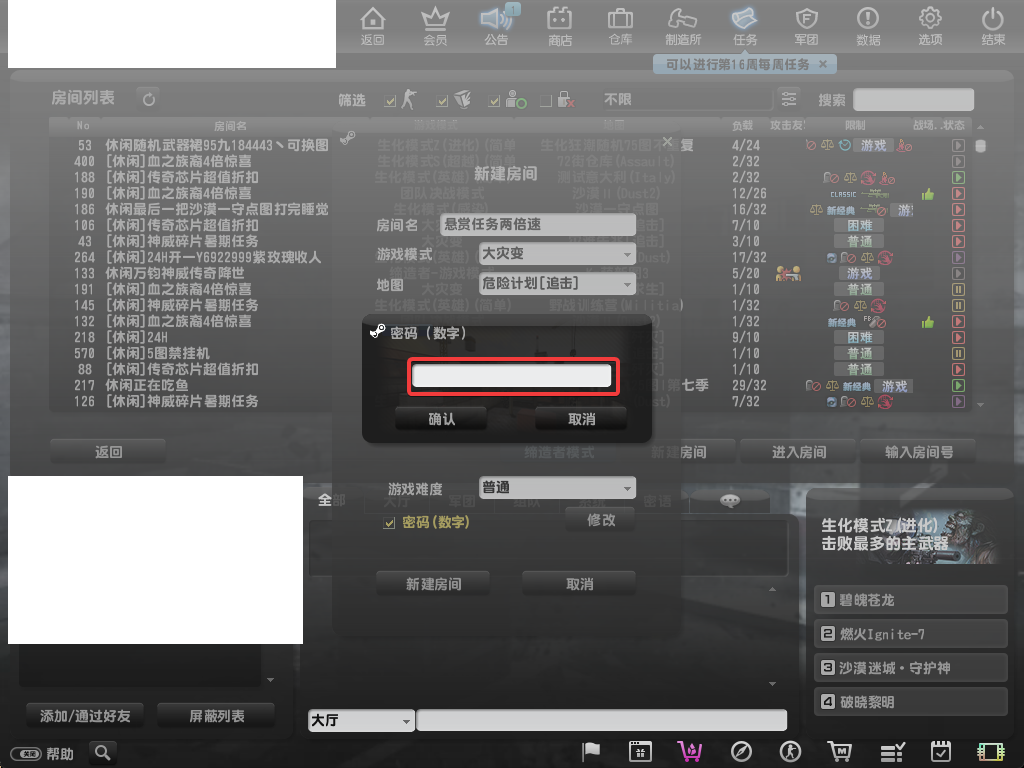 返回 会员 公告 1 商店 仓库 制造所 任务 军团 数据 选项 结束
可以进行第16周每周任务 ×
房间列表 筛选 不限 搜索
No 房间名 游戏模式 地图 负载 攻击友 限制 战场.. 状态
53 休闲随机武器裙95九184443丶可换图 生化模式Z(进化)(简单 复 4/24 游戏
400 [休闲]血之族裔4倍惊喜 72街仓库(Assault) 2/32
188 [休闲]传奇芯片超值折扣 生化模式(英雄) 测试意大利(Italy) 2/32
190 [休闲]血之族裔4倍惊喜 团队决战模式 沙漠Ⅱ(Dust2) 12/26 CLASSIC
186 休闲最后一把沙漠一守点图打完睡觉 16/32 新经典 游
106 [休闲]传奇芯片超值折扣 7/10 困难
43 [休闲]神威碎片暑期任务 3/10 普通
264 [休闲]24H开一Y6922999紫玫瑰收人 17/32
133 休闲万钧神威传奇降世 5/20 游戏
191 [休闲]血之族裔4倍惊喜 1/10 普通
145 [休闲]神威碎片暑期任务 生化模式(英雄)(简单) 野战训练营(Militia) 1/32
132 [休闲]血之族裔4倍惊喜 1/32 新经典
218 [休闲]24H 9/10 困难
570 [休闲]5图禁挂机 1/10 普通
88 [休闲]传奇芯片超值折扣 1/10 普通
217 休闲正在吃鱼 第七季 29/32 新经典 游戏
126 [休闲]神威碎片暑期任务 7/32
新建房间
房间名 悬赏任务两倍速
游戏模式 大灾变
地图 危险计划[追击]
密码 (数字)
确认 取消
返回 缔造者模式 新建房间 进入房间 输入房间号
游戏难度 普通
密码(数字) 修改
新建房间 取消
全部 大厅 军团 组队 密语
生化模式Z(进化)
击败最多的主武器
1 碧魄苍龙
2 燃火Ignite-7
3 沙漠迷城·守护神
4 破晓黎明
添加/通过好友 屏蔽列表 大厅
关闭 帮助